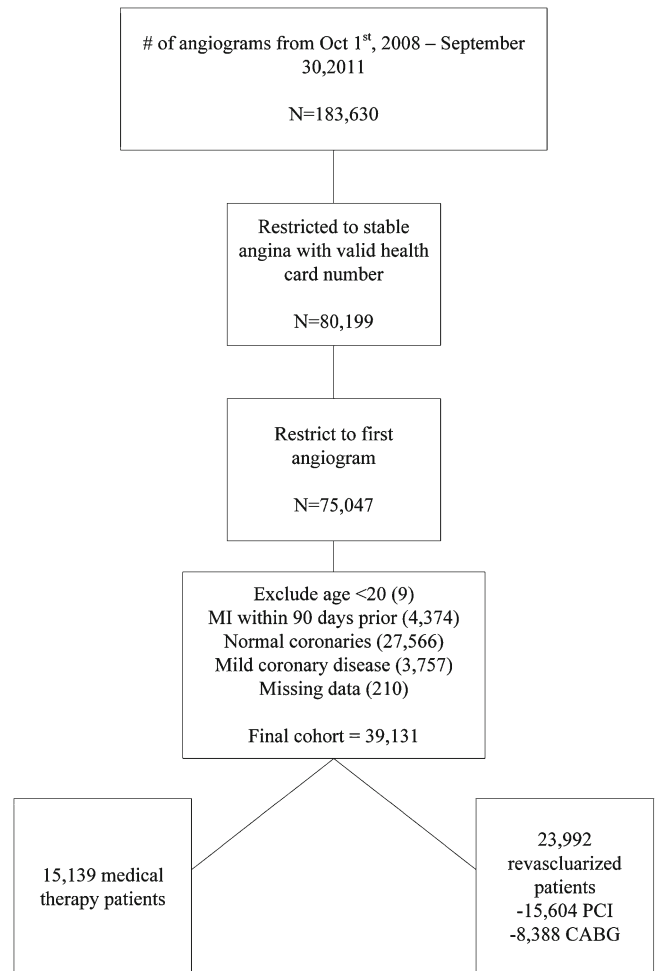 # of angiograms from Oct 1st, 2008 – September
30,2011
N=183,630
Restricted to stable
angina with valid health
card number
N=80,199
Restrict to first
angiogram
N=75,047
Exclude age <20 (9)
MI within 90 days prior (4,374)
Normal coronaries (27,566)
Mild coronary disease (3,757)
Missing data (210)
Final cohort = 39,131
15,139 medical
therapy patients
23,992
revascluarized
patients
-15,604 PCI
-8,388 CABG